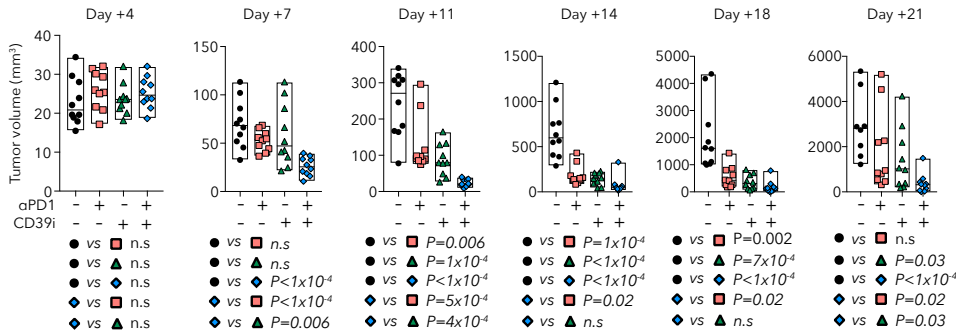 Day +4 Day +7 Day +11 Day +14 Day +18 Day +21
Tumor volume (mm³)
40 30 20 10 0
150 100 50 0
400 300 200 100 0
1500 1000 500 0
5000 4000 3000 2000 1000 0
6000 4000 2000 0
αPD1 - + - + - + - + - + - + - + - + - + - + - + - +
CD39i - - + + - - + + - - + + - - + + - - + + - - + +
vs n.s vs n.s vs P=0.006 vs P=1x10⁻⁴ vs P=0.002 vs n.s
vs n.s vs n.s vs P=1x10⁻⁴ vs P<1x10⁻⁴ vs P=7x10⁻⁴ vs P=0.03
vs n.s vs P<1x10⁻⁴ vs P<1x10⁻⁴ vs P<1x10⁻⁴ vs P<1x10⁻⁴ vs P<1x10⁻⁴
vs n.s vs P<1x10⁻⁴ vs P=5x10⁻⁴ vs P=0.02 vs P=0.02 vs P=0.02
vs n.s vs P=0.006 vs P=4x10⁻⁴ vs n.s vs n.s vs P=0.03